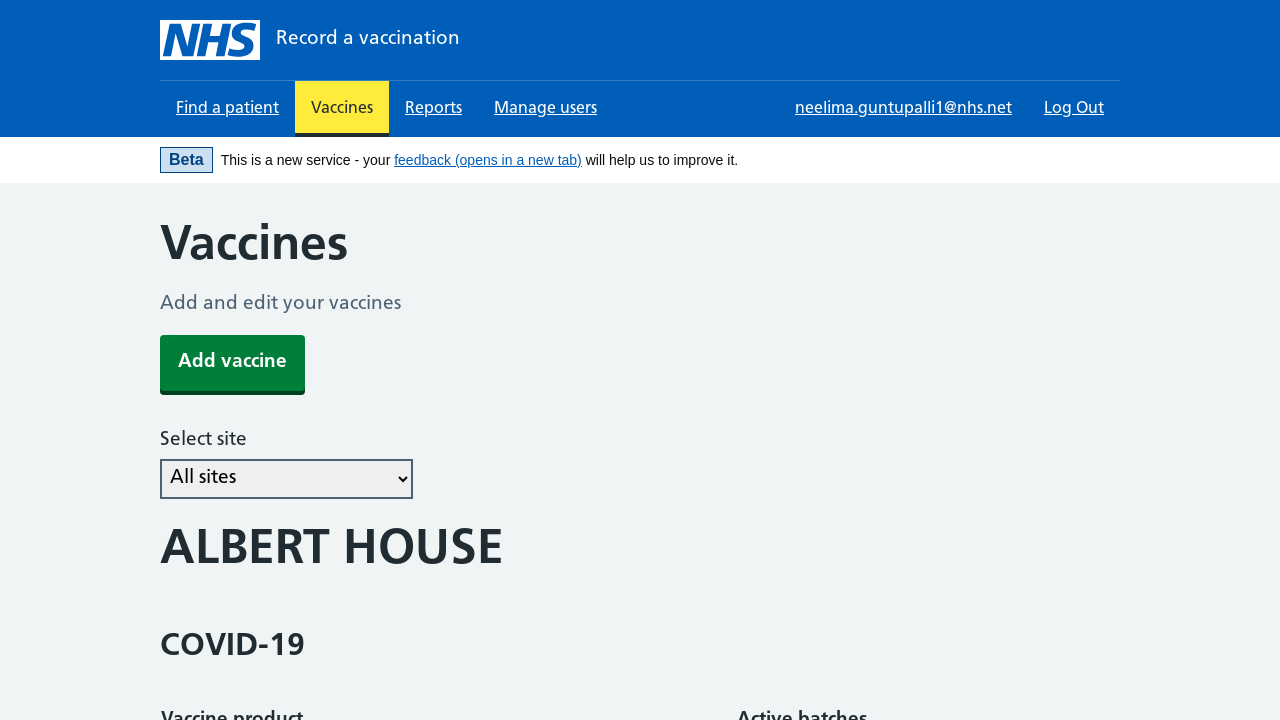 NHS Record a vaccination
Find a patient Vaccines Reports Manage users neelima.guntupalli1@nhs.net Log Out
Beta This is a new service - your feedback (opens in a new tab) will help us to improve it.
Vaccines
Add and edit your vaccines
Add vaccine
Select site
All sites
ALBERT HOUSE
COVID-19
Vaccine product Active batches